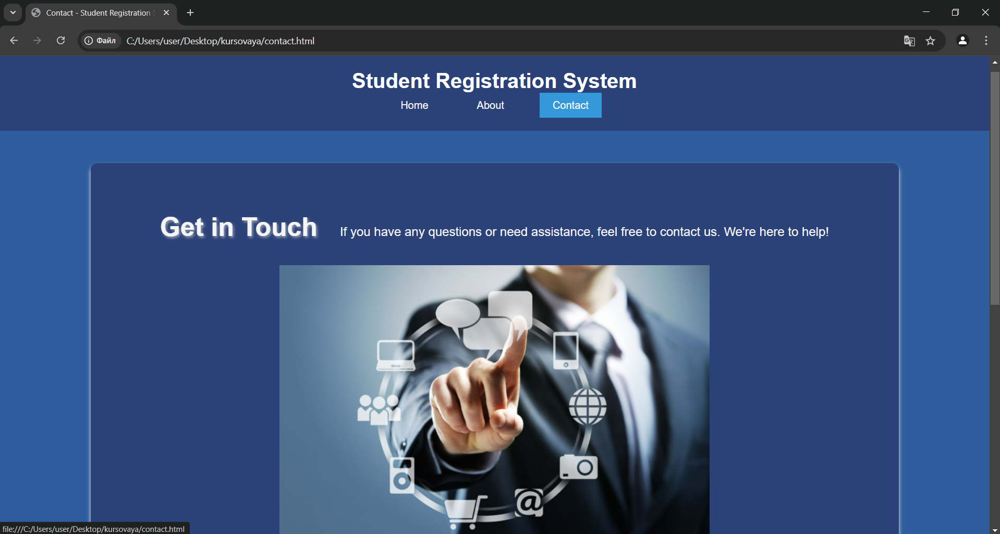 Contact - Student Registration
Файл
C:/Users/user/Desktop/kursovaya/contact.html
Student Registration System
Home
About
Contact
Get in Touch
If you have any questions or need assistance, feel free to contact us. We're here to help!
@
file:///C:/Users/user/Desktop/kursovaya/contact.html